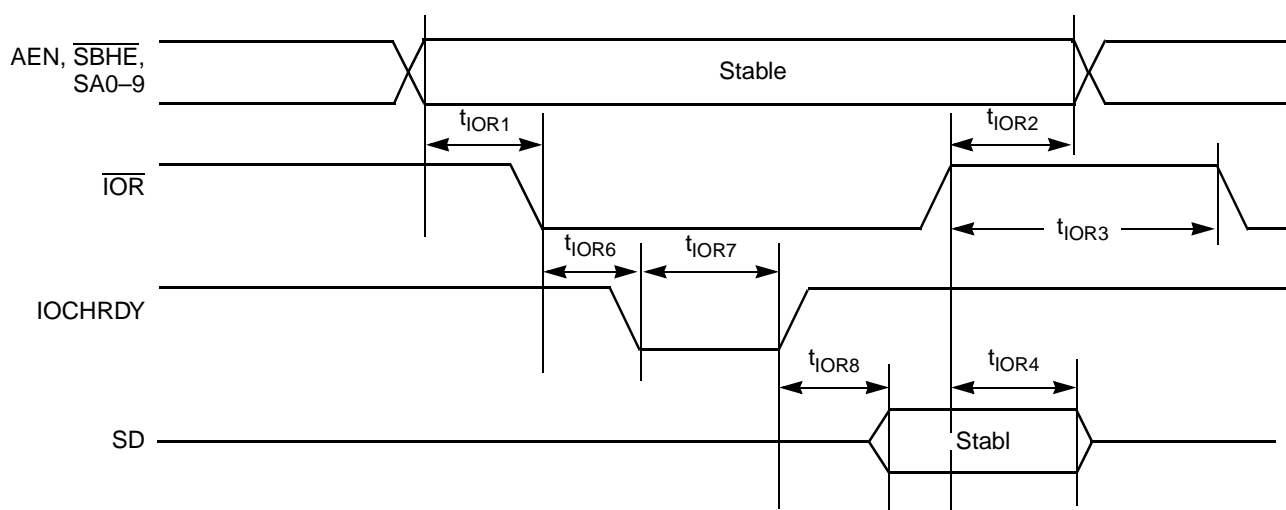 AEN, SBHE,
SA0–9
Stable
tIOR1
tIOR2
IOR
tIOR3
tIOR6
tIOR7
IOCHRDY
tIOR8
tIOR4
SD
Stabl